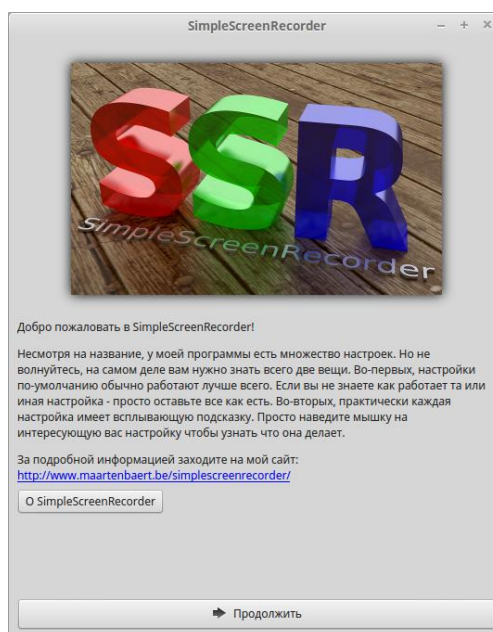 SimpleScreenRecorder
SSR
SimpleScreenRecorder
Добро пожаловать в SimpleScreenRecorder!
Несмотря на название, у моей программы есть множество настроек. Но не
волнуйтесь, на самом деле вам нужно знать всего две вещи. Во-первых, настройки
по-умолчанию обычно работают лучше всего. Если вы не знаете как работает та или
иная настройка - просто оставьте все как есть. Во-вторых, практически каждая
настройка имеет всплывающую подсказку. Просто наведите мышку на
интересующую вас настройку чтобы узнать что она делает.
За подробной информацией заходите на мой сайт:
http://www.maartenbaert.be/simplescreenrecorder/
О SimpleScreenRecorder
Продолжить